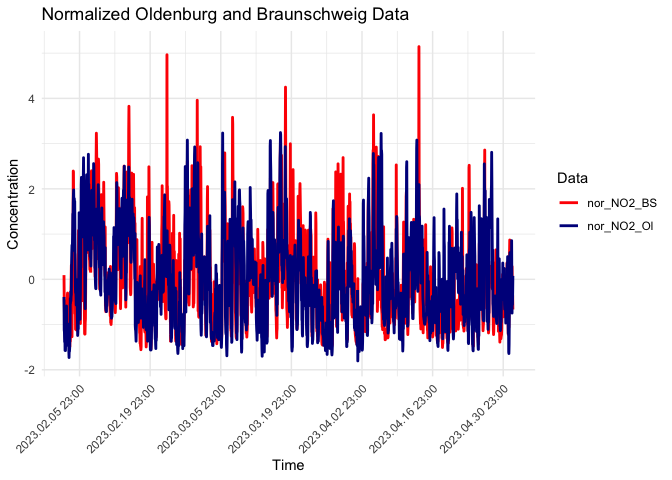 Normalized Oldenburg and Braunschweig Data
Concentration
4
2
0
-2
2023.02.05 23:00
2023.02.19 23:00
2023.03.05 23:00
2023.03.19 23:00
2023.04.02 23:00
2023.04.16 23:00
2023.04.30 23:00
Time
Data
nor_NO2_BS
nor_NO2_Ol